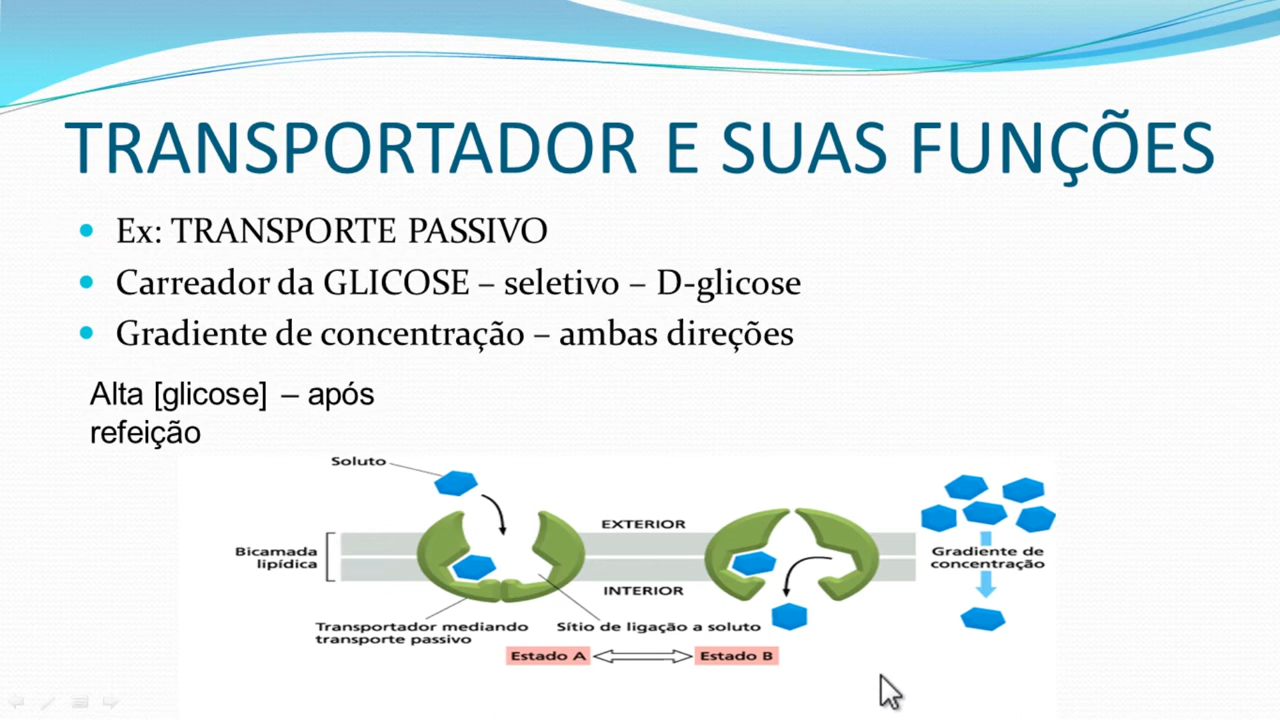 TRANSPORTADOR E SUAS FUNÇÕES
Ex: TRANSPORTE PASSIVO
Carreador da GLICOSE – seletivo – D-glicose
Gradiente de concentração – ambas direções
Alta [glicose] – após
refeição
Soluto
EXTERIOR
Bicamada
lipídica
Gradiente de
concentração
INTERIOR
Transportador mediando
transporte passivo
Sítio de ligação a soluto
Estado A
Estado B